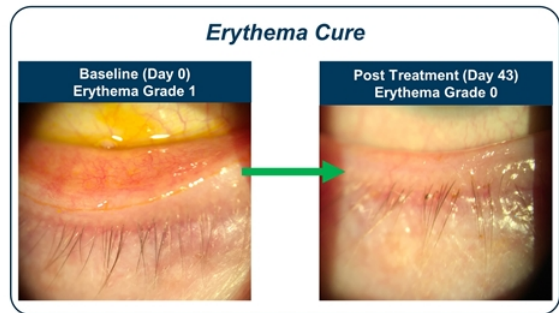 Erythema Cure
Baseline (Day 0)
Erythema Grade 1
Post Treatment (Day 43)
Erythema Grade 0